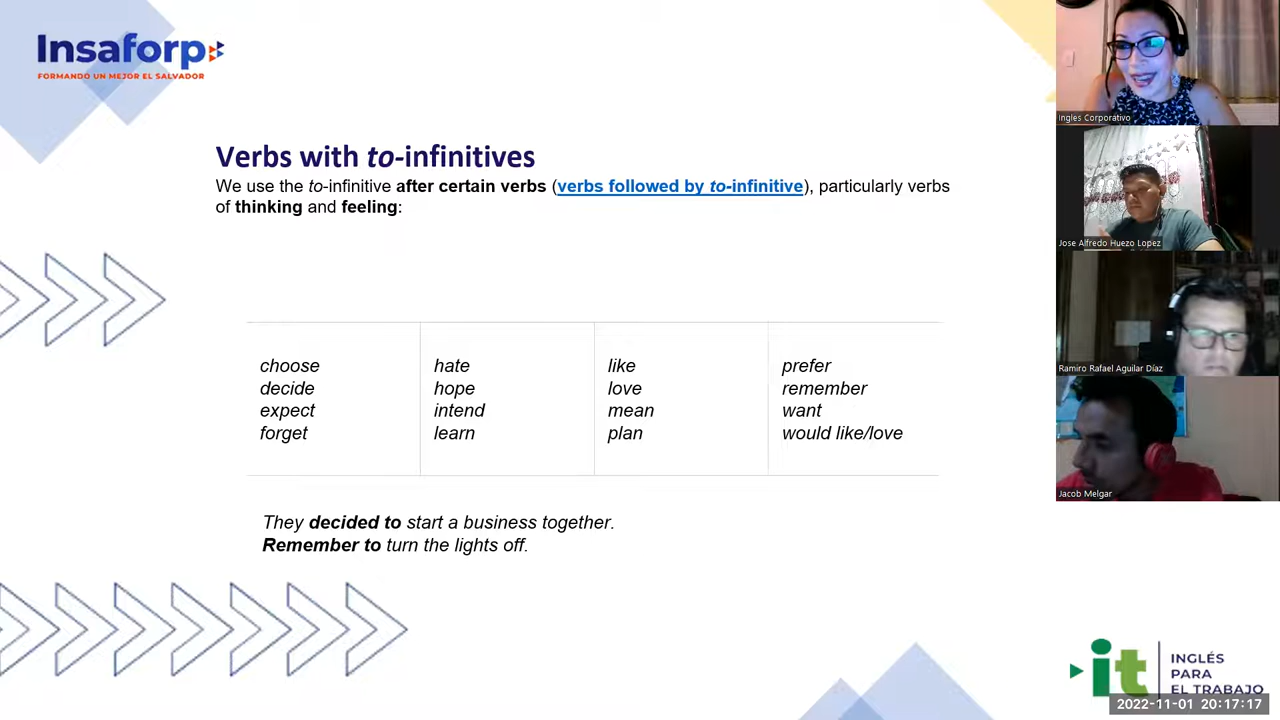 Insaforp
FORMANDO UN MEJOR EL SALVADOR
Verbs with to-infinitives
We use the to-infinitive after certain verbs (verbs followed by to-infinitive), particularly verbs
of thinking and feeling:
choose
decide
expect
forget
hate
hope
intend
learn
like
love
mean
plan
prefer
remember
want
would like/love
They decided to start a business together.
Remember to turn the lights off.
Ingles Corporativo
Jose Alfredo Huezo Lopez
Ramiro Rafael Aguilar Díaz
Jacob Melgar
it
INGLÉS
PARA
EL TRABAJO
2022-11-01 20:17:17